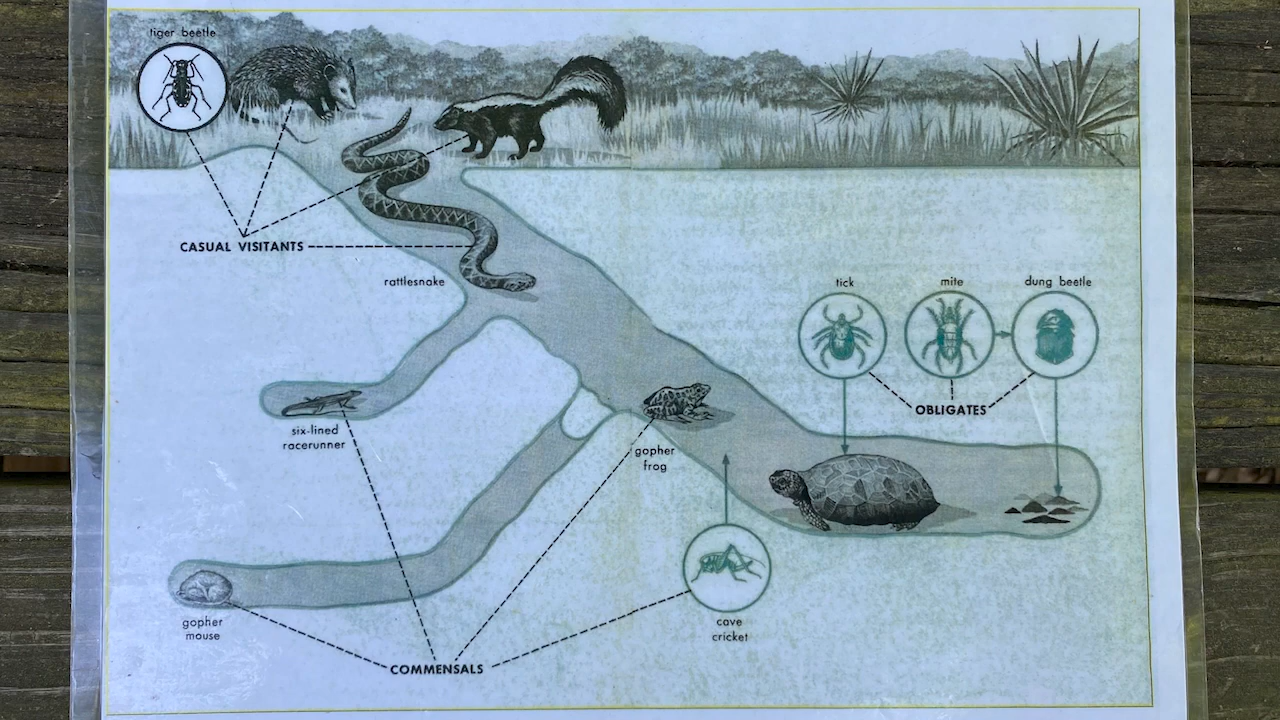 tiger beetle
CASUAL VISITANTS
rattlesnake
tick
mite
dung beetle
OBLIGATES
six-lined
racerunner
gopher
frog
gopher
mouse
cave
cricket
COMMENSALS